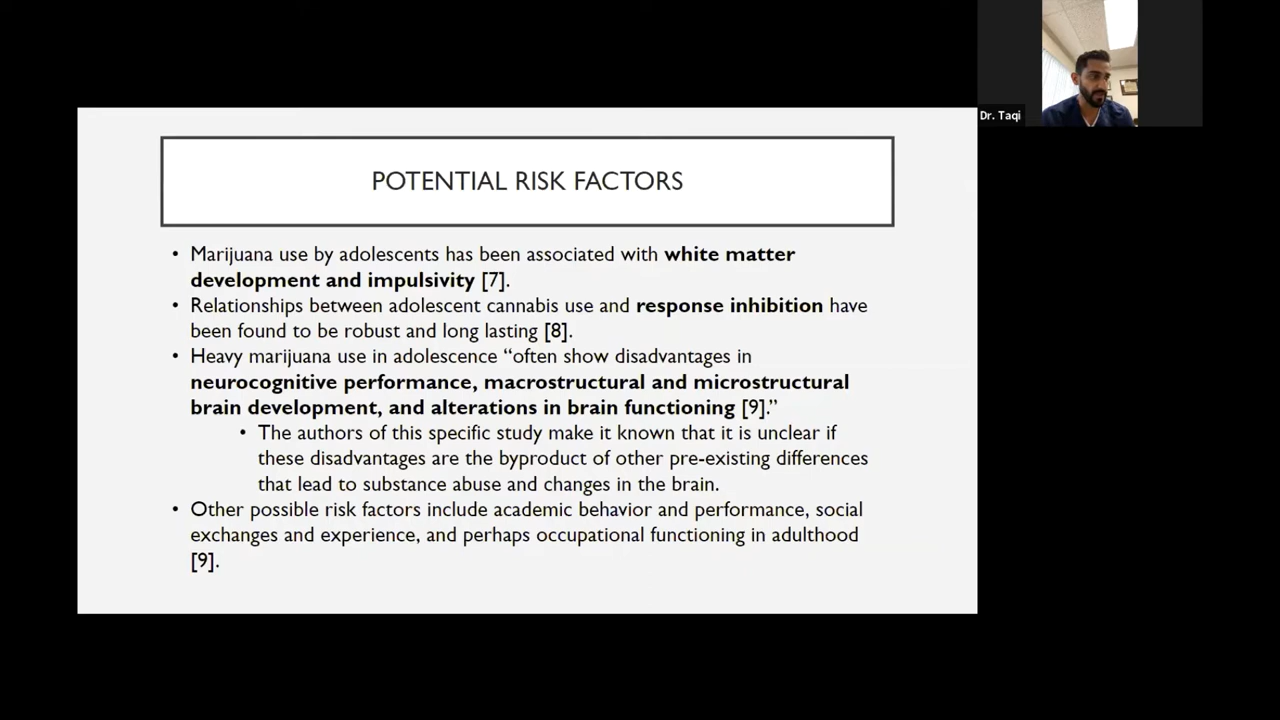 Dr. Taqi
POTENTIAL RISK FACTORS
• Marijuana use by adolescents has been associated with white matter
development and impulsivity [7].
• Relationships between adolescent cannabis use and response inhibition have
been found to be robust and long lasting [8].
• Heavy marijuana use in adolescence “often show disadvantages in
neurocognitive performance, macrostructural and microstructural
brain development, and alterations in brain functioning [9].”
• The authors of this specific study make it known that it is unclear if
these disadvantages are the byproduct of other pre-existing differences
that lead to substance abuse and changes in the brain.
• Other possible risk factors include academic behavior and performance, social
exchanges and experience, and perhaps occupational functioning in adulthood
[9].